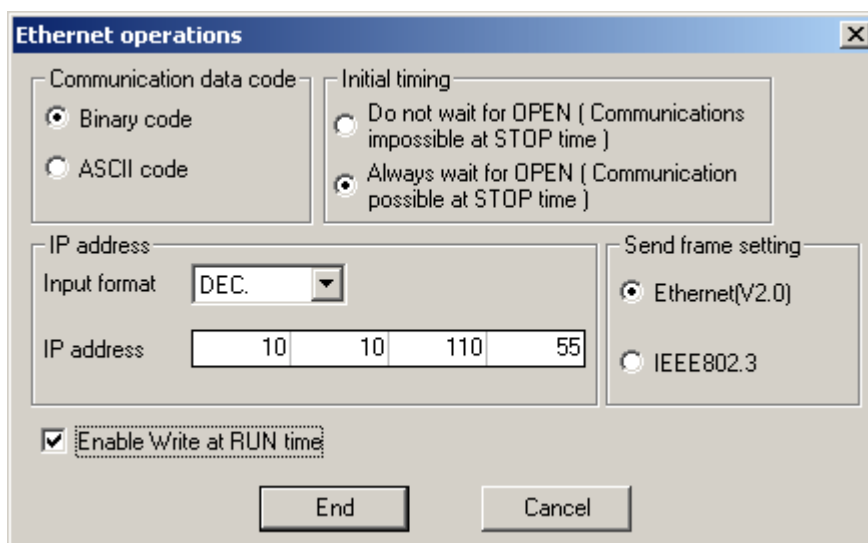 Ethernet operations
Communication data code
Binary code
ASCII code
Initial timing
Do not wait for OPEN ( Communications
impossible at STOP time )
Always wait for OPEN ( Communication
possible at STOP time )
IP address
Input format DEC.
IP address 10 10 110 55
Send frame setting
Ethernet(V2.0)
IEEE802.3
Enable Write at RUN time
End Cancel